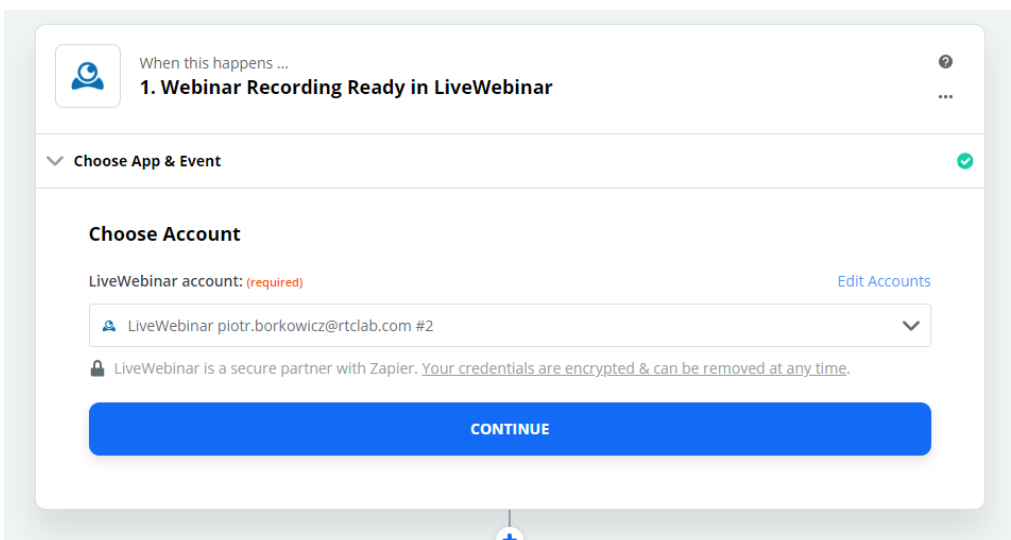 When this happens ...
1. Webinar Recording Ready in LiveWebinar
Choose App & Event
Choose Account
LiveWebinar account: (required)
Edit Accounts
LiveWebinar piotr.borkowicz@rtclab.com #2
LiveWebinar is a secure partner with Zapier. Your credentials are encrypted & can be removed at any time.
CONTINUE